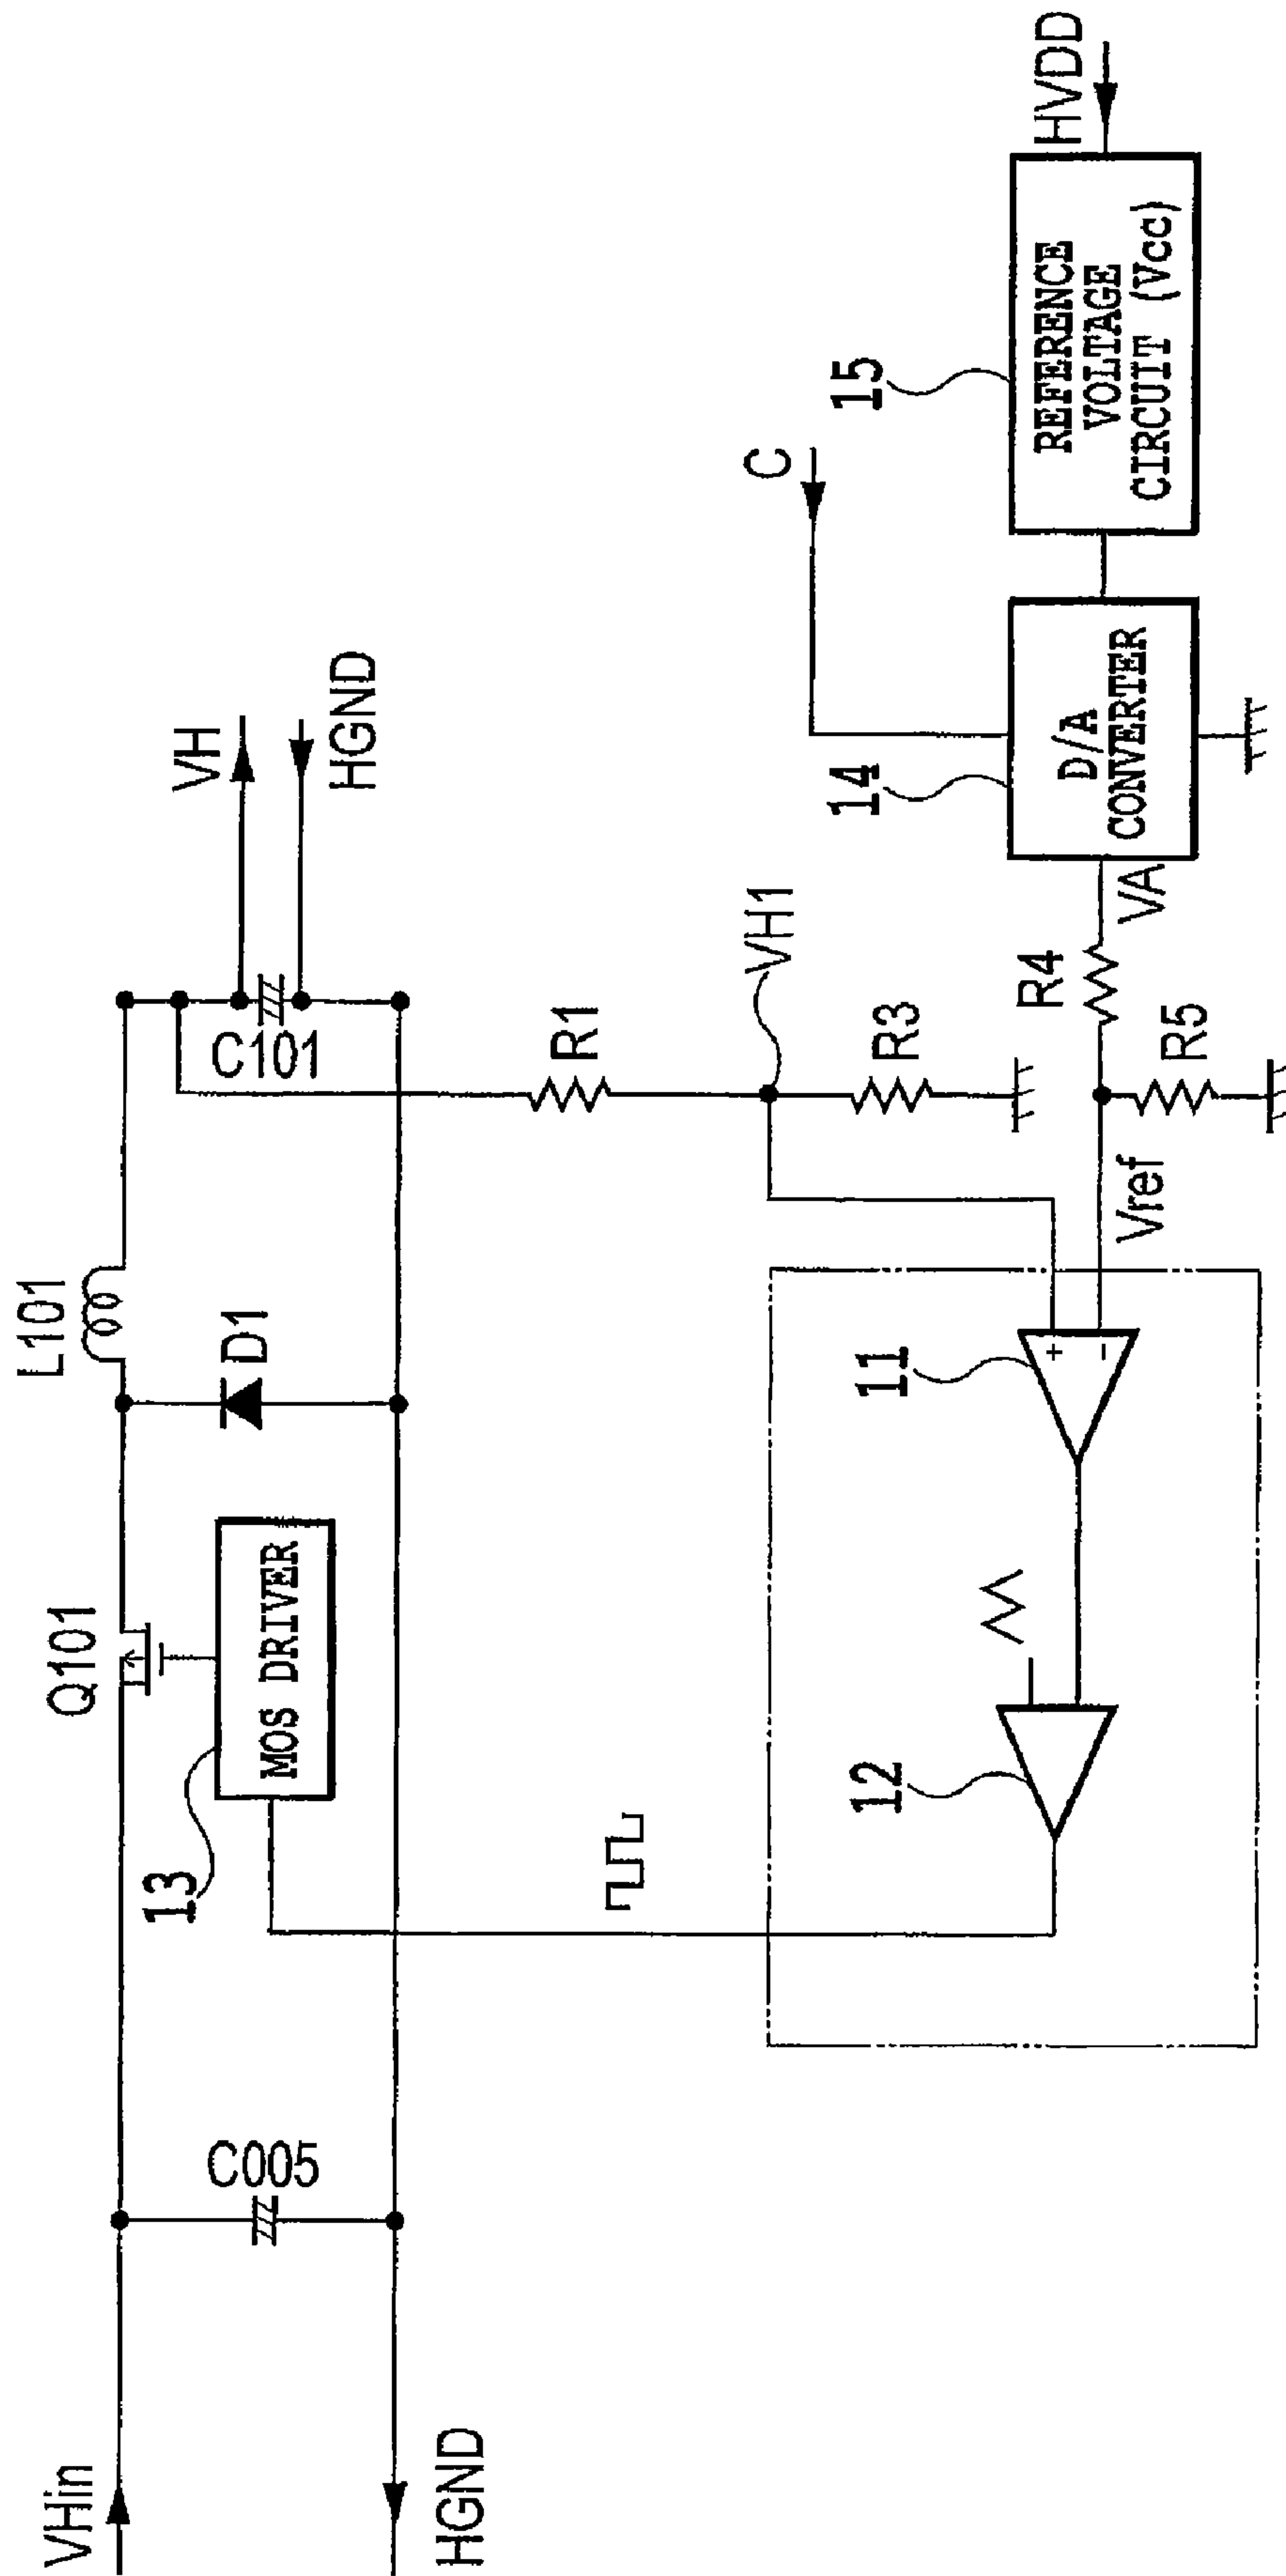 VHin
HGND
C005
Q101
13
MOS DRIVER
L101
D1
C101
VH
HGND
R1
VH1
R3
12
11
+
-
Vref
R5
R4
VA
14
D/A
CONVERTER
C
15
REFERENCE
VOLTAGE
CIRCUIT (Vcc)
HVDD